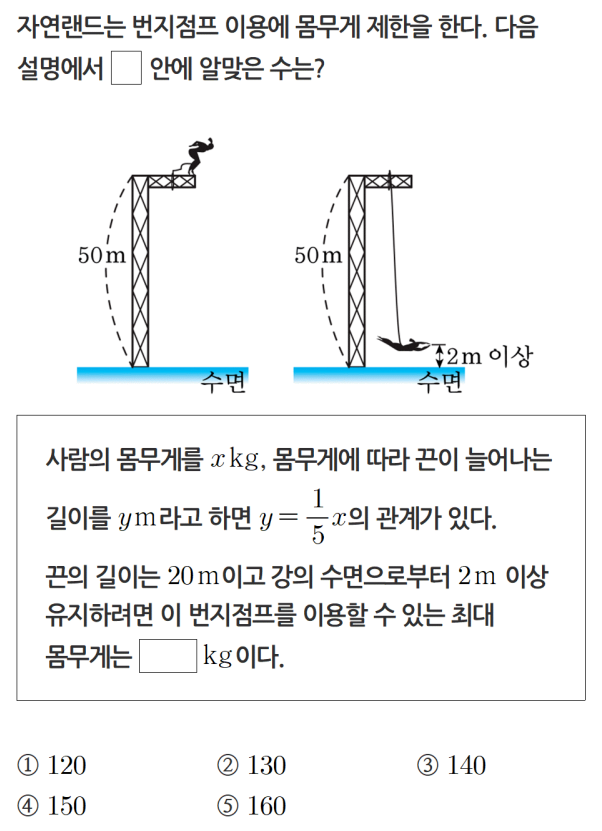 자연랜드는 번지점프 이용에 몸무게 제한을 한다. 다음
설명에서 □ 안에 알맞은 수는?
50m
수면
50m
2m 이상
수면
사람의 몸무게를 x kg, 몸무게에 따라 끈이 늘어나는
길이를 y m라고 하면 y = 1/5 x의 관계가 있다.
끈의 길이는 20 m이고 강의 수면으로부터 2 m 이상
유지하려면 이 번지점프를 이용할 수 있는 최대
몸무게는 □ kg이다.
① 120 ② 130 ③ 140
④ 150 ⑤ 160